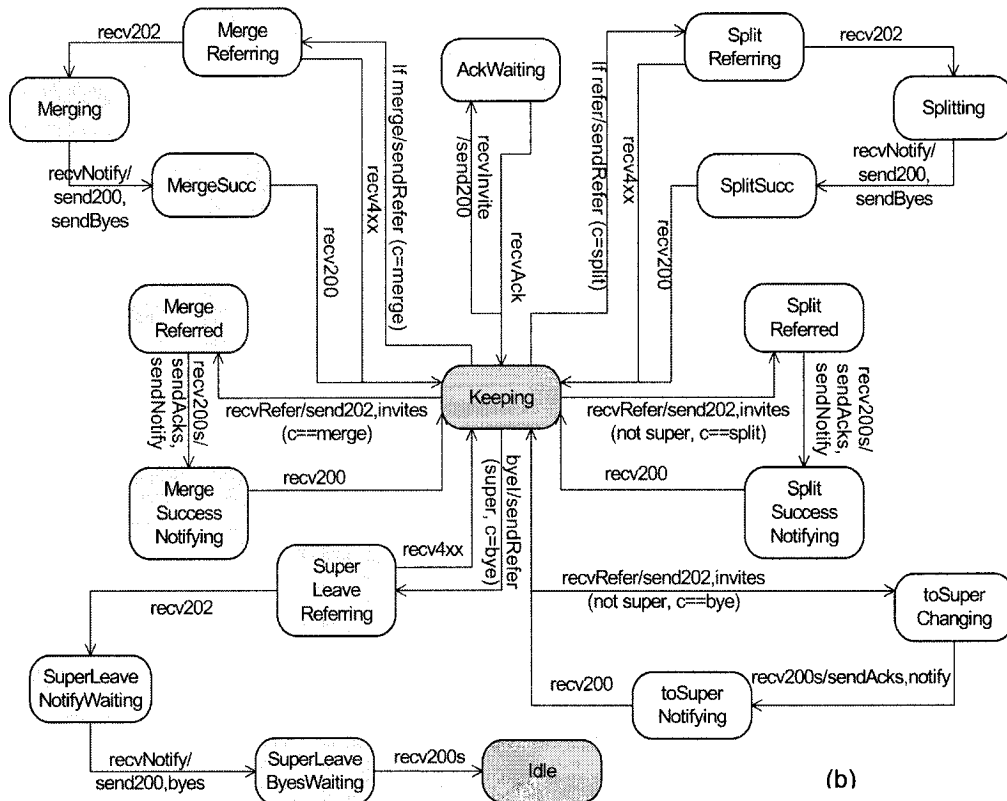 recv202
Merge
Referring
AckWaiting
Split
Referring
recv202
Merging
Splitting
If merge/sendRefer (c=merge)
recv4xx
recvInvite
/send200
recvAck
If refer/sendRefer (c=split)
recv4xx
recvNotify/
send200,
sendByes
MergeSucc
recv200
SplitSucc
recv200
recvNotify/
send200,
sendByes
Merge
Referred
Split
Referred
recv200s/
sendAcks,
sendNotify
Keeping
recvRefer/send202,invites
(c==merge)
recvRefer/send202,invites
(not super, c==split)
recv200s/
sendAcks,
sendNotify
Merge
Success
Notifying
recv200
byeI/sendRefer
(super, c=bye)
recv200
Split
Success
Notifying
Super
Leave
Referring
recv4xx
recvRefer/send202,invites
(not super, c==bye)
toSuper
Changing
recv202
SuperLeave
NotifyWaiting
recv200
toSuper
Notifying
recv200s/sendAcks,notify
recvNotify/
send200,byes
SuperLeave
ByesWaiting
recv200s
Idle
(b)